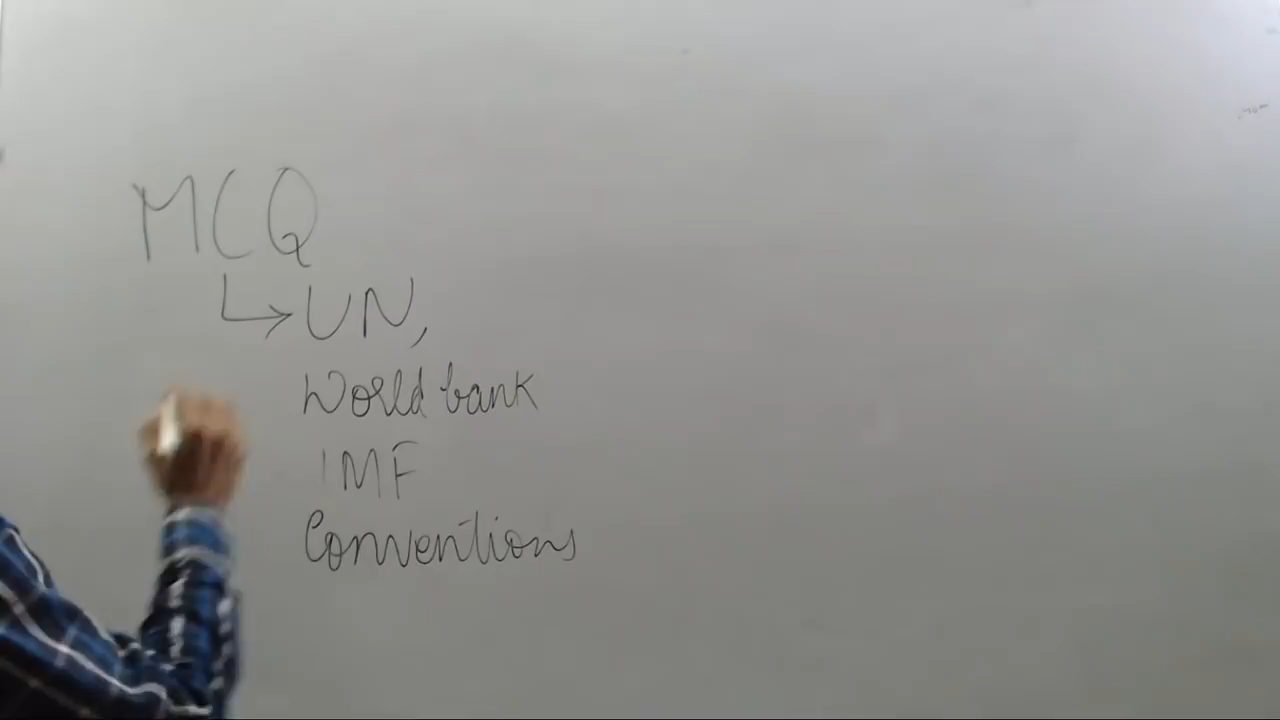 MCQ
↳ UN,
World bank
IMF
Conventions